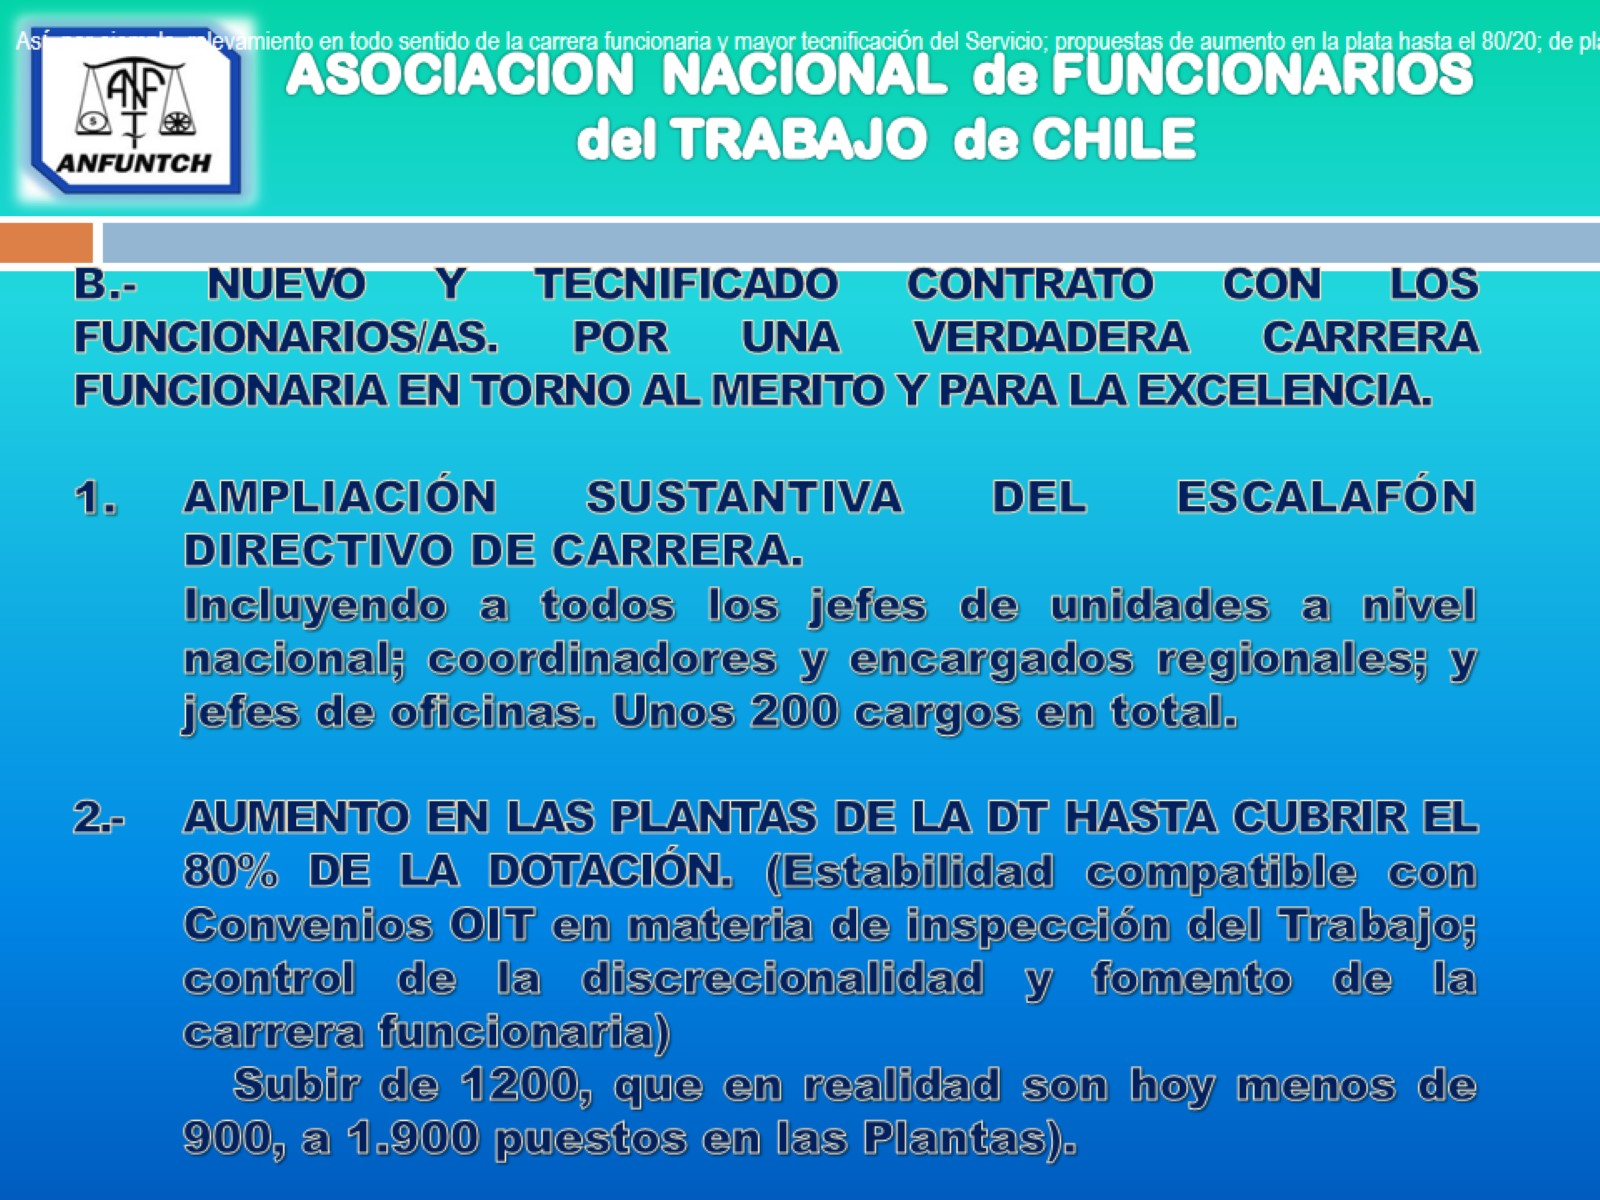 relevamiento en todo sentido de la carrera funcionaria y mayor tecnificación del Servicio; propuestas de aumento en la plata hasta el 80/20; de
ANF
T
$
ANFUNTCH
ASOCIACION NACIONAL de FUNCIONARIOS
del TRABAJO de CHILE
B.- NUEVO Y TECNIFICADO CONTRATO CON LOS
FUNCIONARIOS/AS. POR UNA VERDADERA CARRERA
FUNCIONARIA EN TORNO AL MERITO Y PARA LA EXCELENCIA.
1. AMPLIACIÓN SUSTANTIVA DEL ESCALAFÓN
DIRECTIVO DE CARRERA.
Incluyendo a todos los jefes de unidades a nivel
nacional; coordinadores y encargados regionales; y
jefes de oficinas. Unos 200 cargos en total.
2.- AUMENTO EN LAS PLANTAS DE LA DT HASTA CUBRIR EL
80% DE LA DOTACIÓN. (Estabilidad compatible con
Convenios OIT en materia de inspección del Trabajo;
control de la discrecionalidad y fomento de la
carrera funcionaria)
Subir de 1200, que en realidad son hoy menos de
900, a 1.900 puestos en las Plantas).